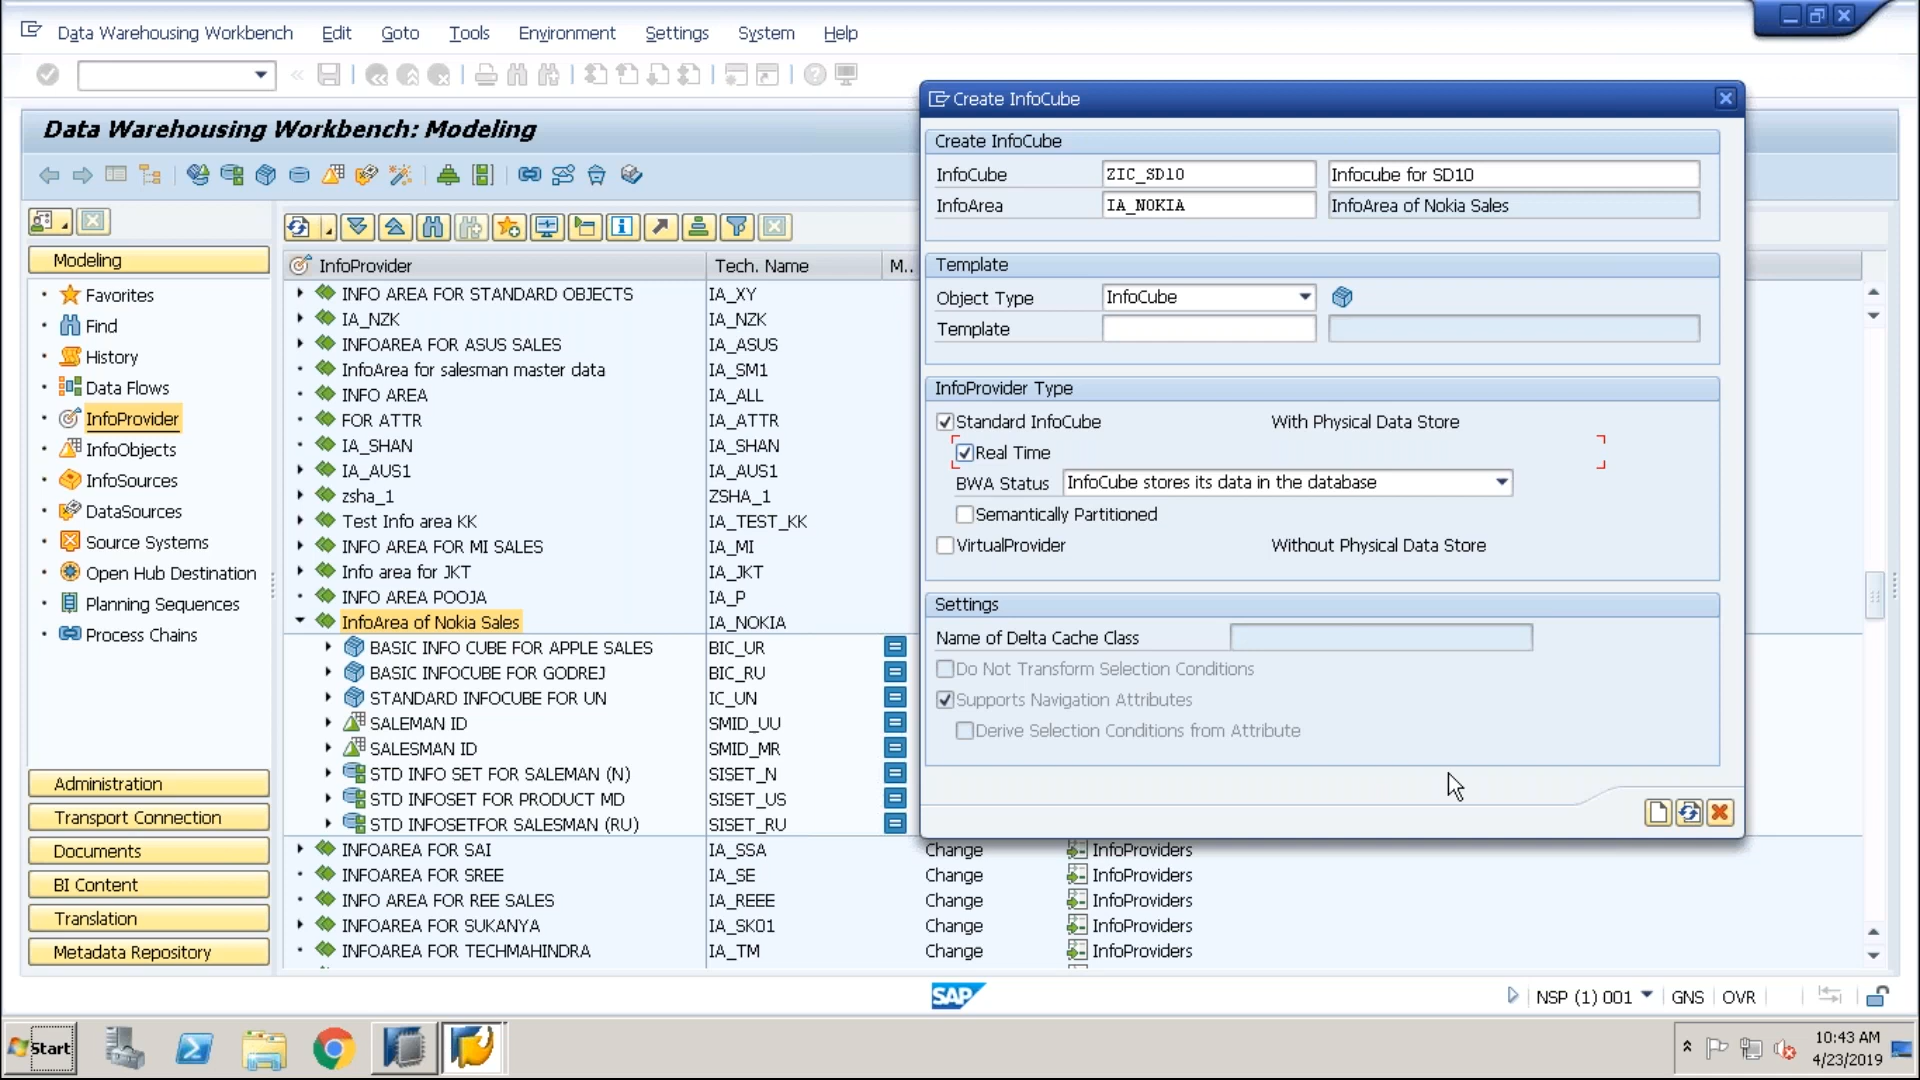 Data Warehousing Workbench Edit Goto Tools Environment Settings System Help
Data Warehousing Workbench: Modeling
Modeling
Favorites
Find
History
Data Flows
InfoProvider
InfoObjects
InfoSources
DataSources
Source Systems
Open Hub Destination
Planning Sequences
Process Chains
Administration
Transport Connection
Documents
BI Content
Translation
Metadata Repository
InfoProvider Tech. Name M..
INFO AREA FOR STANDARD OBJECTS IA_XY
IA_NZK IA_NZK
INFOAREA FOR ASUS SALES IA_ASUS
InfoArea for salesman master data IA_SM1
INFO AREA IA_ALL
FOR ATTR IA_ATTR
IA_SHAN IA_SHAN
IA_AUS1 IA_AUS1
zsha_1 ZSHA_1
Test Info area KK IA_TEST_KK
INFO AREA FOR MI SALES IA_MI
Info area for JKT IA_JKT
INFO AREA POOJA IA_P
InfoArea of Nokia Sales IA_NOKIA
BASIC INFO CUBE FOR APPLE SALES BIC_UR
BASIC INFOCUBE FOR GODREJ BIC_RU
STANDARD INFOCUBE FOR UN IC_UN
SALEMAN ID SMID_UU
SALESMAN ID SMID_MR
STD INFO SET FOR SALEMAN (N) SISET_N
STD INFOSET FOR PRODUCT MD SISET_US
STD INFOSETFOR SALESMAN (RU) SISET_RU
INFOAREA FOR SAI IA_SSA Change InfoProviders
INFOAREA FOR SREE IA_SE Change InfoProviders
INFO AREA FOR REE SALES IA_REEE Change InfoProviders
INFOAREA FOR SUKANYA IA_SK01 Change InfoProviders
INFOAREA FOR TECHMAHINDRA IA_TM Change InfoProviders
Create InfoCube
Create InfoCube
InfoCube ZIC_SD10 Infocube for SD10
InfoArea IA_NOKIA InfoArea of Nokia Sales
Template
Object Type InfoCube
Template
InfoProvider Type
Standard InfoCube With Physical Data Store
Real Time
BWA Status InfoCube stores its data in the database
Semantically Partitioned
VirtualProvider Without Physical Data Store
Settings
Name of Delta Cache Class
Do Not Transform Selection Conditions
Supports Navigation Attributes
Derive Selection Conditions from Attribute
SAP NSP (1) 001 GNS OVR
Start
10:43 AM
4/23/2019